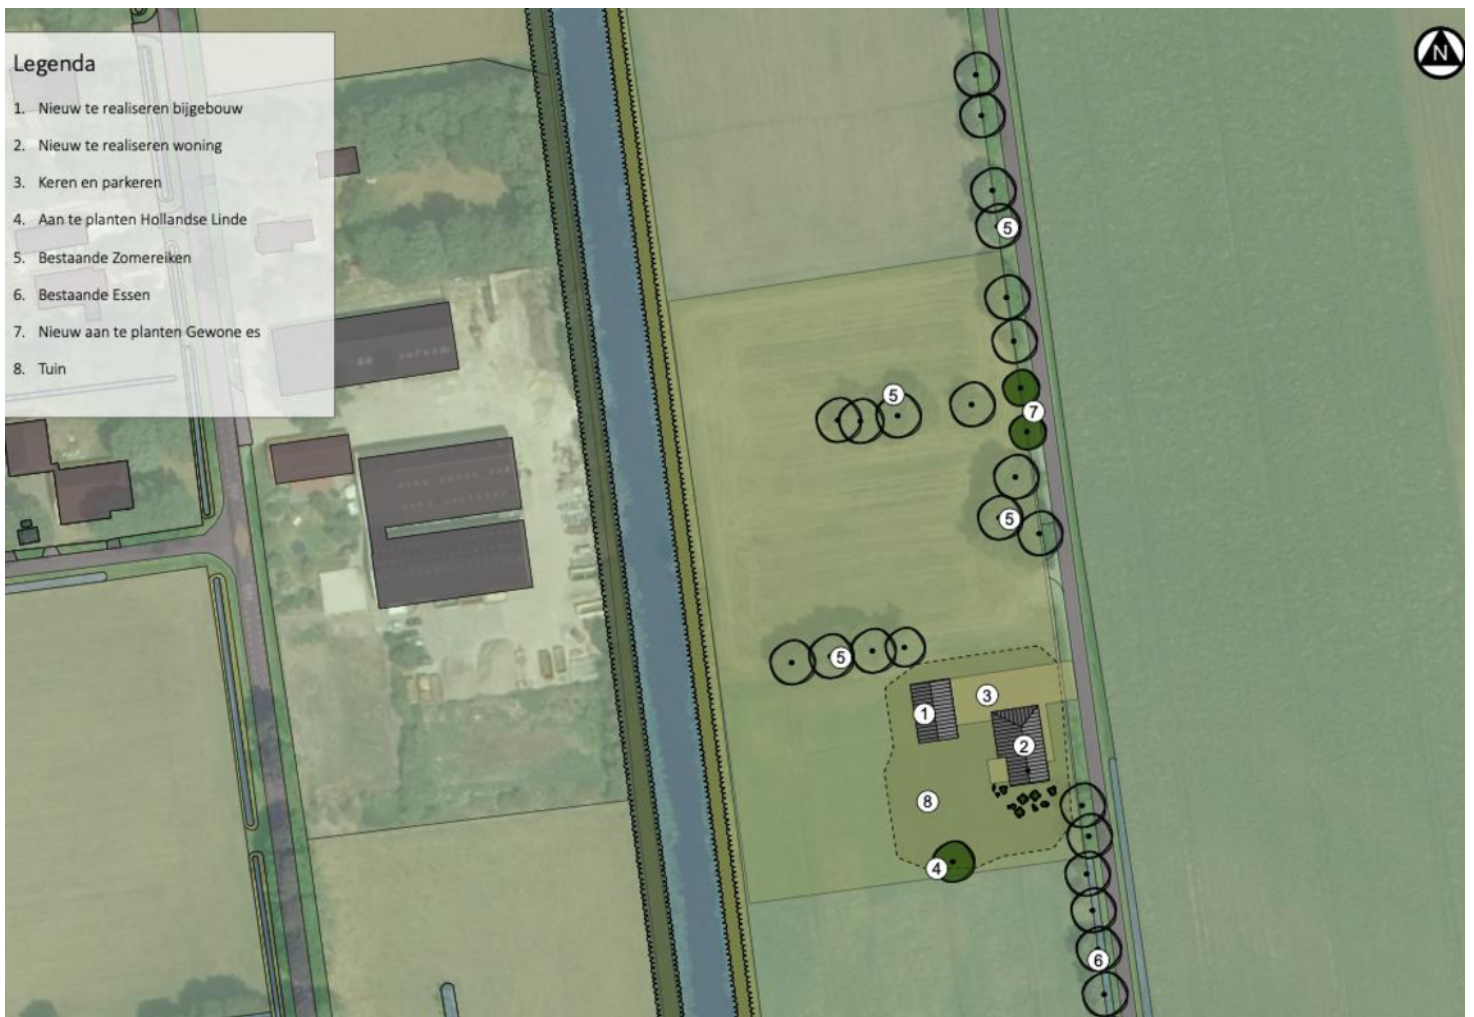 Legenda
1. Nieuw te realiseren bijgebouw
2. Nieuw te realiseren woning
3. Keren en parkeren
4. Aan te planten Hollandse Linde
5. Bestaande Zomereiken
6. Bestaande Essen
7. Nieuw aan te planten Gewone es
8. Tuin
N
5
5
7
5
5
3
1
2
8
4
6